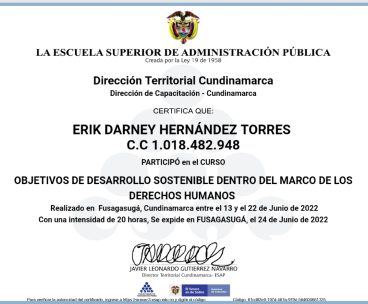 LA ESCUELA SUPERIOR DE ADMINISTRACIÓN PÚBLICA
Creada por la Ley 19 de 1958
Dirección Territorial Cundinamarca
Dirección de Capacitación - Cundinamarca
CERTIFICA QUE:
ERIK DARNEY HERNÁNDEZ TORRES
C.C 1.018.482.948
PARTICIPÓ en el CURSO
OBJETIVOS DE DESARROLLO SOSTENIBLE DENTRO DEL MARCO DE LOS
DERECHOS HUMANOS
Realizado en Fusagasugá, Cundinamarca entre el 13 y el 22 de Junio de 2022
Con una intensidad de 20 horas, Se expide en FUSAGASUGÁ, el 24 de Junio de 2022
JAVIER LEONARDO GUTIERREZ NAVARRO
Director Territorial Cundinamarca- ESAP